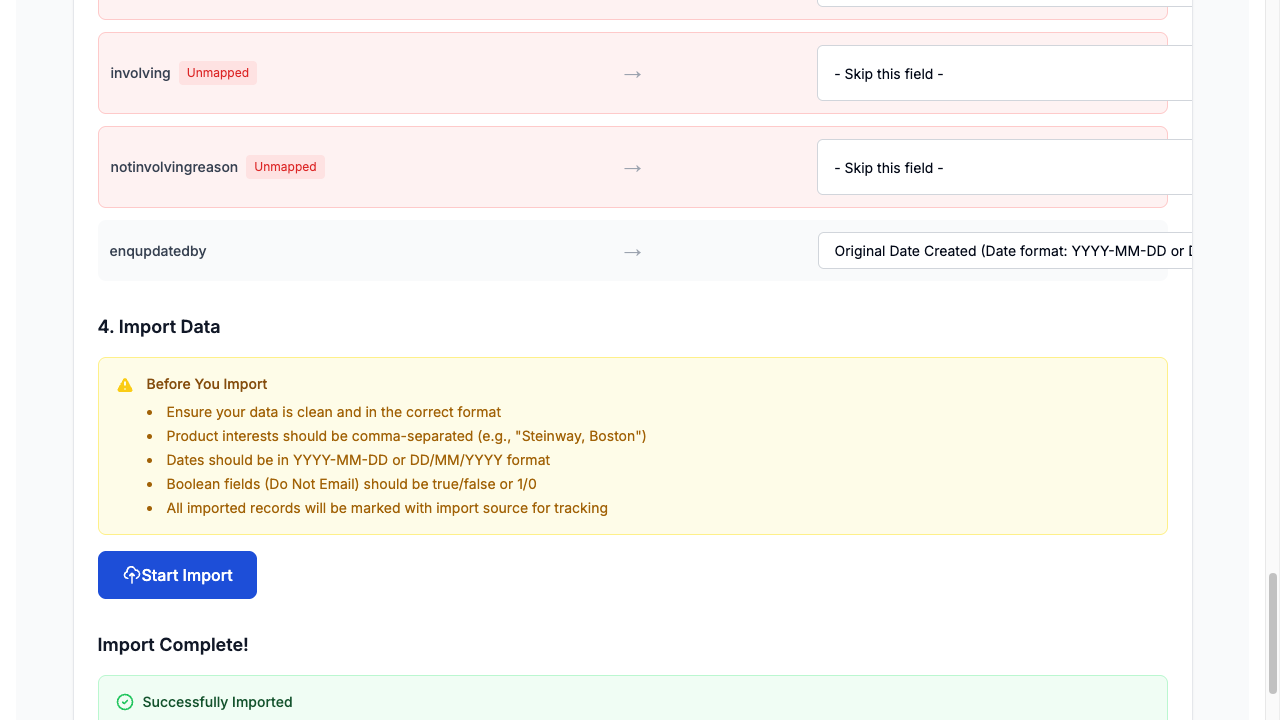 involving Unmapped → - Skip this field -
notinvolvingreason Unmapped → - Skip this field -
enqupdatedby → Original Date Created (Date format: YYYY-MM-DD or D
4. Import Data
Before You Import
• Ensure your data is clean and in the correct format
• Product interests should be comma-separated (e.g., "Steinway, Boston")
• Dates should be in YYYY-MM-DD or DD/MM/YYYY format
• Boolean fields (Do Not Email) should be true/false or 1/0
• All imported records will be marked with import source for tracking
Start Import
Import Complete!
Successfully Imported